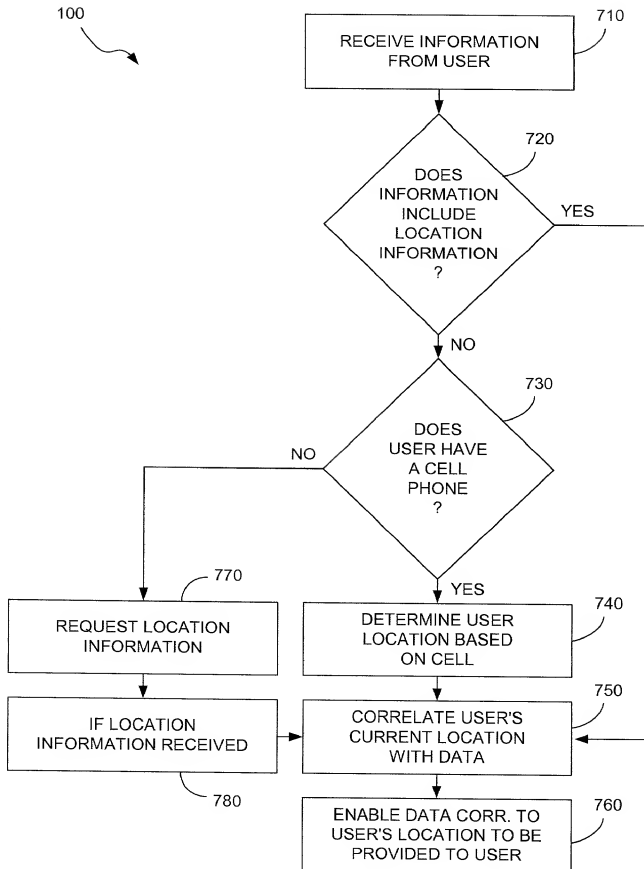 100
710
RECEIVE INFORMATION
FROM USER
720
DOES
INFORMATION
INCLUDE
LOCATION
INFORMATION
?
YES
NO
730
DOES
USER HAVE
A CELL
PHONE
?
NO
YES
770
REQUEST LOCATION
INFORMATION
740
DETERMINE USER
LOCATION BASED
ON CELL
IF LOCATION
INFORMATION RECEIVED
780
750
CORRELATE USER'S
CURRENT LOCATION
WITH DATA
760
ENABLE DATA CORR. TO
USER'S LOCATION TO BE
PROVIDED TO USER